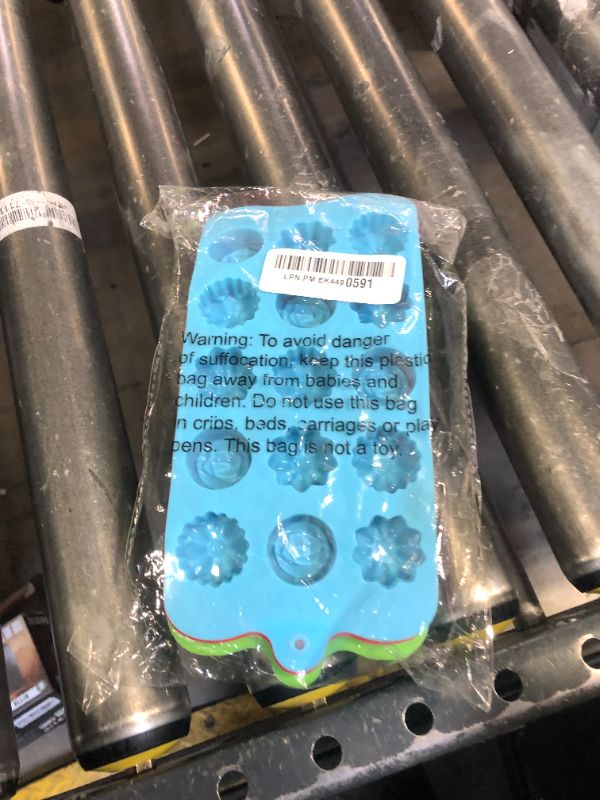 LPN PM EK4490591
Warning: To avoid danger
of suffocation, keep this plastic
bag away from babies and
children. Do not use this bag
in cribs, beds, carriages or play
pens. This bag is not a toy.